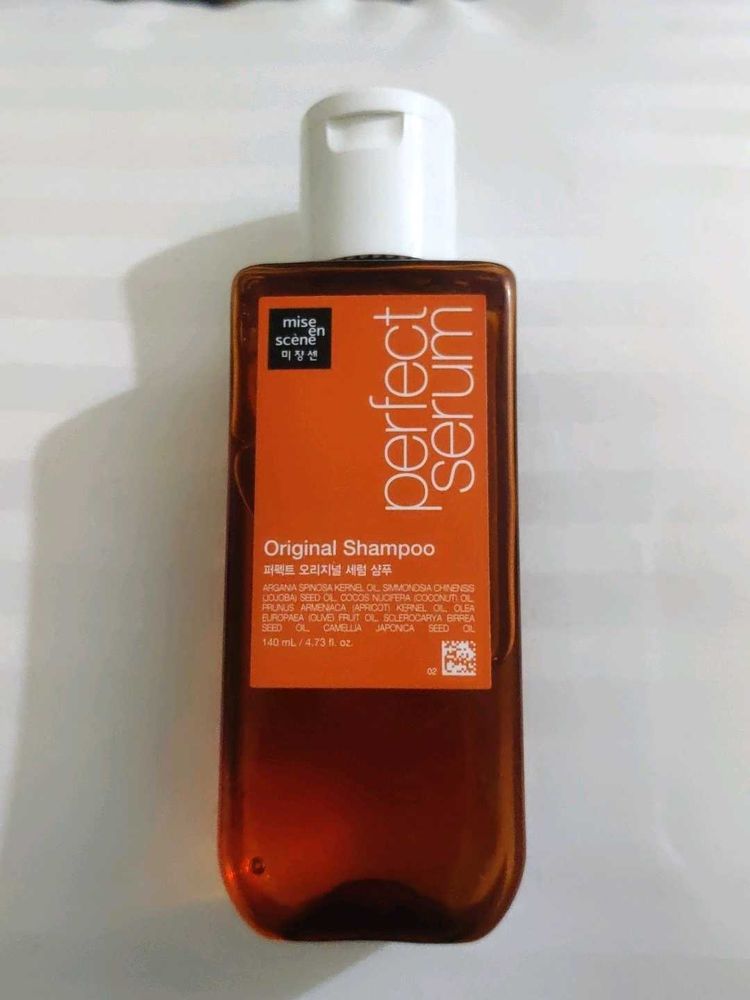 mise
en
scène
미장센
perfect
serum
Original Shampoo
퍼펙트 오리지널 세럼 샴푸
ARGANIA SPINOSA KERNEL OIL, SIMMONDSIA CHINENSIS
(JOJOBA) SEED OIL, COCOS NUCIFERA (COCONUT) OIL,
PRUNUS ARMENIACA (APRICOT) KERNEL OIL, OLEA
EUROPAEA (OLIVE) FRUIT OIL, SCLEROCARYA BIRREA
SEED OIL, CAMELLIA JAPONICA SEED OIL
140 mL / 4.73 fl. oz.
02